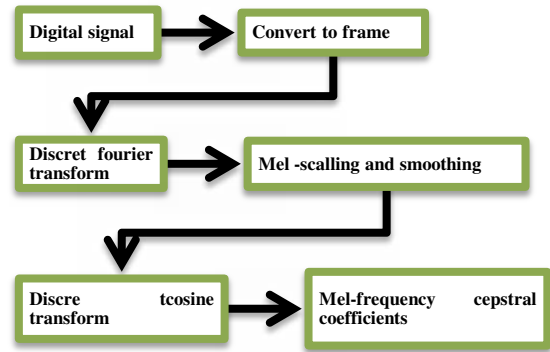 Digital signal
Convert to frame
Discret fourier
transform
Mel -scalling and smoothing
Discre tcosine
transform
Mel-frequency cepstral
coefficients